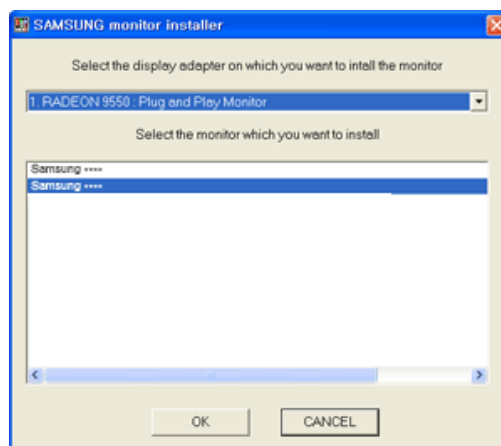 SAMSUNG monitor installer
Select the display adapter on which you want to intall the monitor
1. RADEON 9550 : Plug and Play Monitor
Select the monitor which you want to install
Samsung ****
Samsung ****
OK
CANCEL